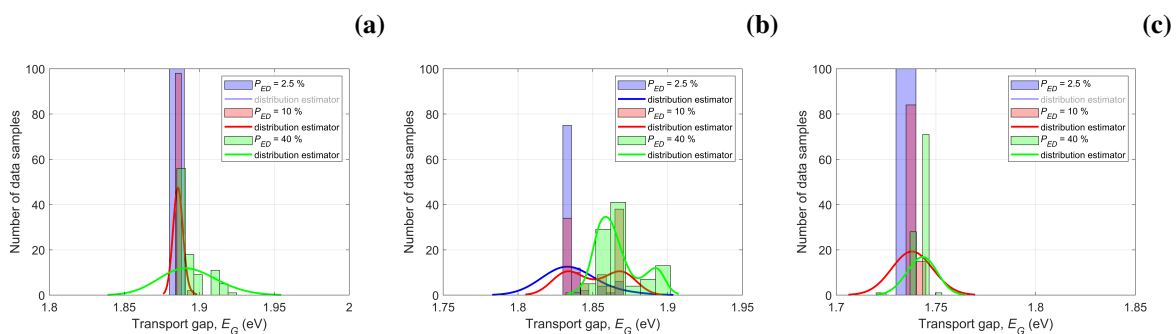 (a)
(b)
(c)
Number of data samples
100
80
60
40
20
0
1.8
1.85
1.9
1.95
2
Transport gap, E_G (eV)
P_ED = 2.5 %
distribution estimator
P_ED = 10 %
distribution estimator
P_ED = 40 %
distribution estimator
Number of data samples
100
80
60
40
20
0
1.75
1.8
1.85
1.9
1.95
Transport gap, E_G (eV)
P_ED = 2.5 %
distribution estimator
P_ED = 10 %
distribution estimator
P_ED = 40 %
distribution estimator
Number of data samples
100
80
60
40
20
0
1.7
1.75
1.8
1.85
Transport gap, E_G (eV)
P_ED = 2.5 %
distribution estimator
P_ED = 10 %
distribution estimator
P_ED = 40 %
distribution estimator